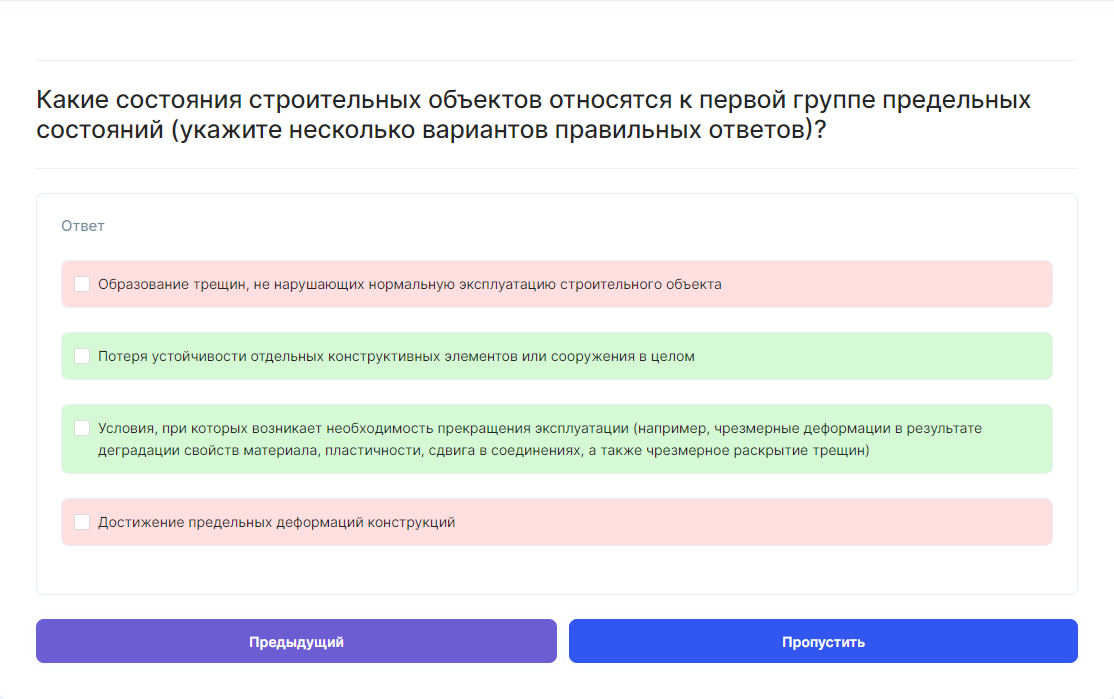 Какие состояния строительных объектов относятся к первой группе предельных
состояний (укажите несколько вариантов правильных ответов)?
Ответ
Образование трещин, не нарушающих нормальную эксплуатацию строительного объекта
Потеря устойчивости отдельных конструктивных элементов или сооружения в целом
Условия, при которых возникает необходимость прекращения эксплуатации (например, чрезмерные деформации в результате
деградации свойств материала, пластичности, сдвига в соединениях, а также чрезмерное раскрытие трещин)
Достижение предельных деформаций конструкций
Предыдущий
Пропустить